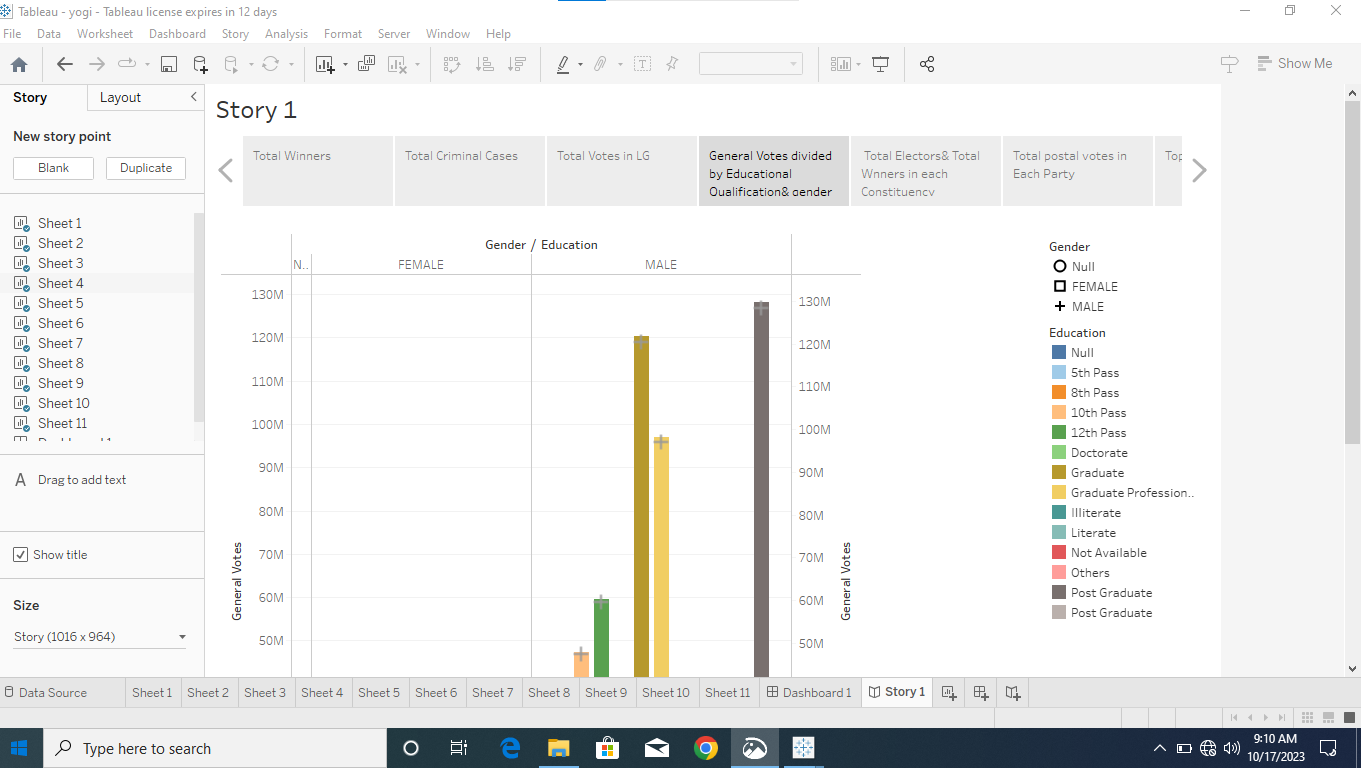 Tableau - yogi - Tableau license expires in 12 days
File Data Worksheet Dashboard Story Analysis Format Server Window Help
Show Me
Story Layout
New story point
Blank Duplicate
Sheet 1
Sheet 2
Sheet 3
Sheet 4
Sheet 5
Sheet 6
Sheet 7
Sheet 8
Sheet 9
Sheet 10
Sheet 11
A Drag to add text
Show title
Size
Story (1016 x 964)
Story 1
Total Winners
Total Criminal Cases
Total Votes in LG
General Votes divided
by Educational
Qualification& gender
Total Electors& Total
Wnners in each
Constituency
Total postal votes in
Each Party
Top
Gender / Education
N.. FEMALE MALE
130M
120M
110M
100M
90M
80M
70M
60M
50M
General Votes
130M
120M
110M
100M
90M
80M
70M
60M
50M
General Votes
Gender
Null
FEMALE
MALE
Education
Null
5th Pass
8th Pass
10th Pass
12th Pass
Doctorate
Graduate
Graduate Profession..
Illiterate
Literate
Not Available
Others
Post Graduate
Post Graduate
Data Source Sheet 1 Sheet 2 Sheet 3 Sheet 4 Sheet 5 Sheet 6 Sheet 7 Sheet 8 Sheet 9 Sheet 10 Sheet 11 Dashboard 1 Story 1
Type here to search
9:10 AM
10/17/2023